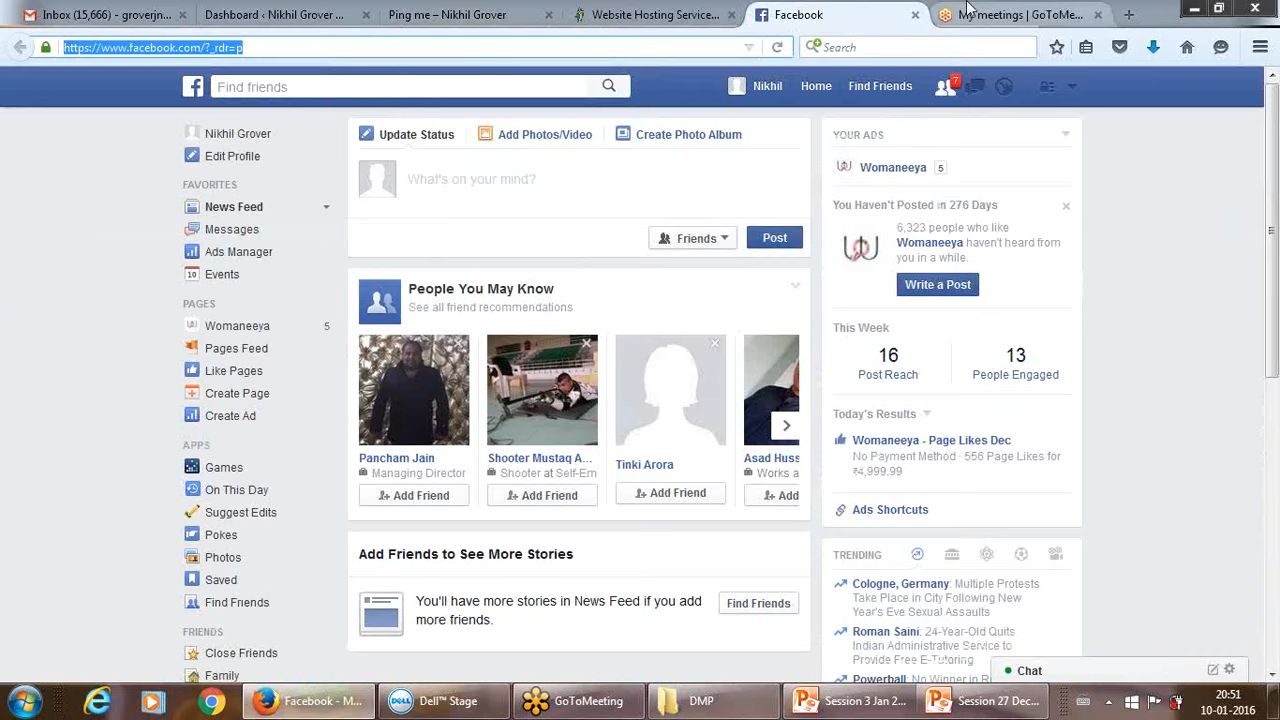 Inbox (15,666) - groverjn...
Dashboard ‹ Nikhil Grover ...
Ping me – Nikhil Grover
Website Hosting Service...
Facebook
My meetings | GoToMe...
https://www.facebook.com/?_rdr=p
Search
Find friends
Nikhil
Home
Find Friends
7
Nikhil Grover
Edit Profile
FAVORITES
News Feed
Messages
Ads Manager
10 Events
PAGES
Womaneeya 5
Pages Feed
Like Pages
Create Page
Create Ad
APPS
Games
On This Day
Suggest Edits
Pokes
Photos
Saved
Find Friends
FRIENDS
Close Friends
Family
Update Status
Add Photos/Video
Create Photo Album
What's on your mind?
Friends
Post
People You May Know
See all friend recommendations
Pancham Jain
Managing Director
Add Friend
Shooter Mustaq A...
Shooter at Self-Em
Add Friend
Tinki Arora
Add Friend
Asad Huss
Works a
Add
Add Friends to See More Stories
You'll have more stories in News Feed if you add
more friends.
Find Friends
YOUR ADS
Womaneeya 5
You Haven't Posted in 276 Days
6,323 people who like
Womaneeya haven't heard from
you in a while.
Write a Post
This Week
16
Post Reach
13
People Engaged
Today's Results
Womaneeya - Page Likes Dec
No Payment Method · 556 Page Likes for
₹4,999.99
Ads Shortcuts
TRENDING
Cologne, Germany: Multiple Protests
Take Place in City Following New
Year's Eve Sexual Assaults
Roman Saini: 24-Year-Old Quits
Indian Administrative Service to
Provide Free E-Tutoring
Powerball: No Winner in R
Chat
Facebook - M...
DELL
Dell™ Stage
GoToMeeting
DMP
Session 3 Jan 2...
Session 27 Dec...
20:51
10-01-2016